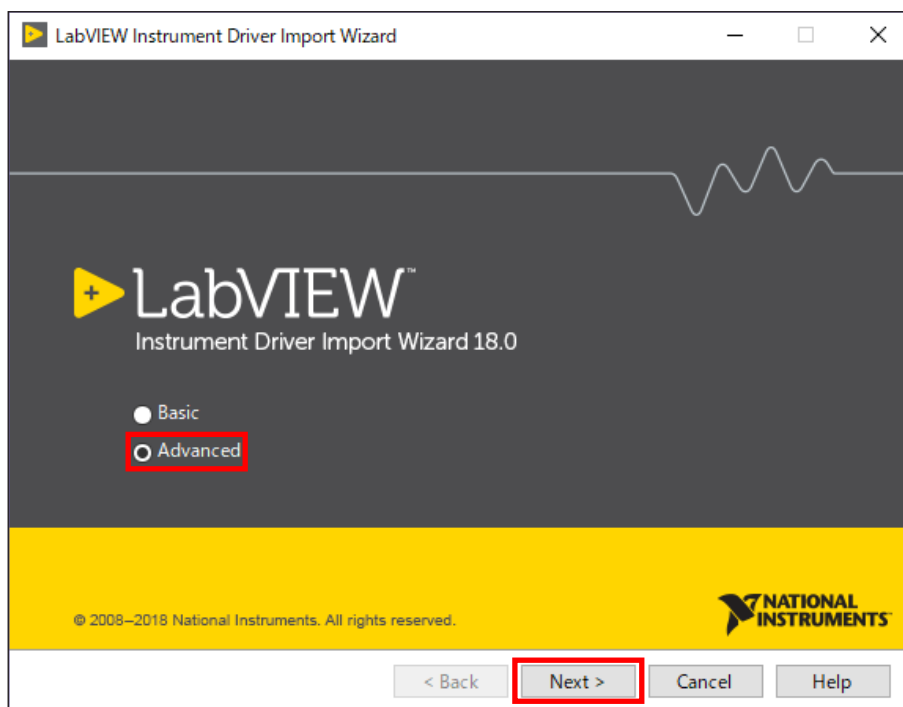 LabVIEW Instrument Driver Import Wizard
LabVIEW™
Instrument Driver Import Wizard 18.0
Basic
Advanced
© 2008–2018 National Instruments. All rights reserved.
NATIONAL
INSTRUMENTS
< Back Next > Cancel Help